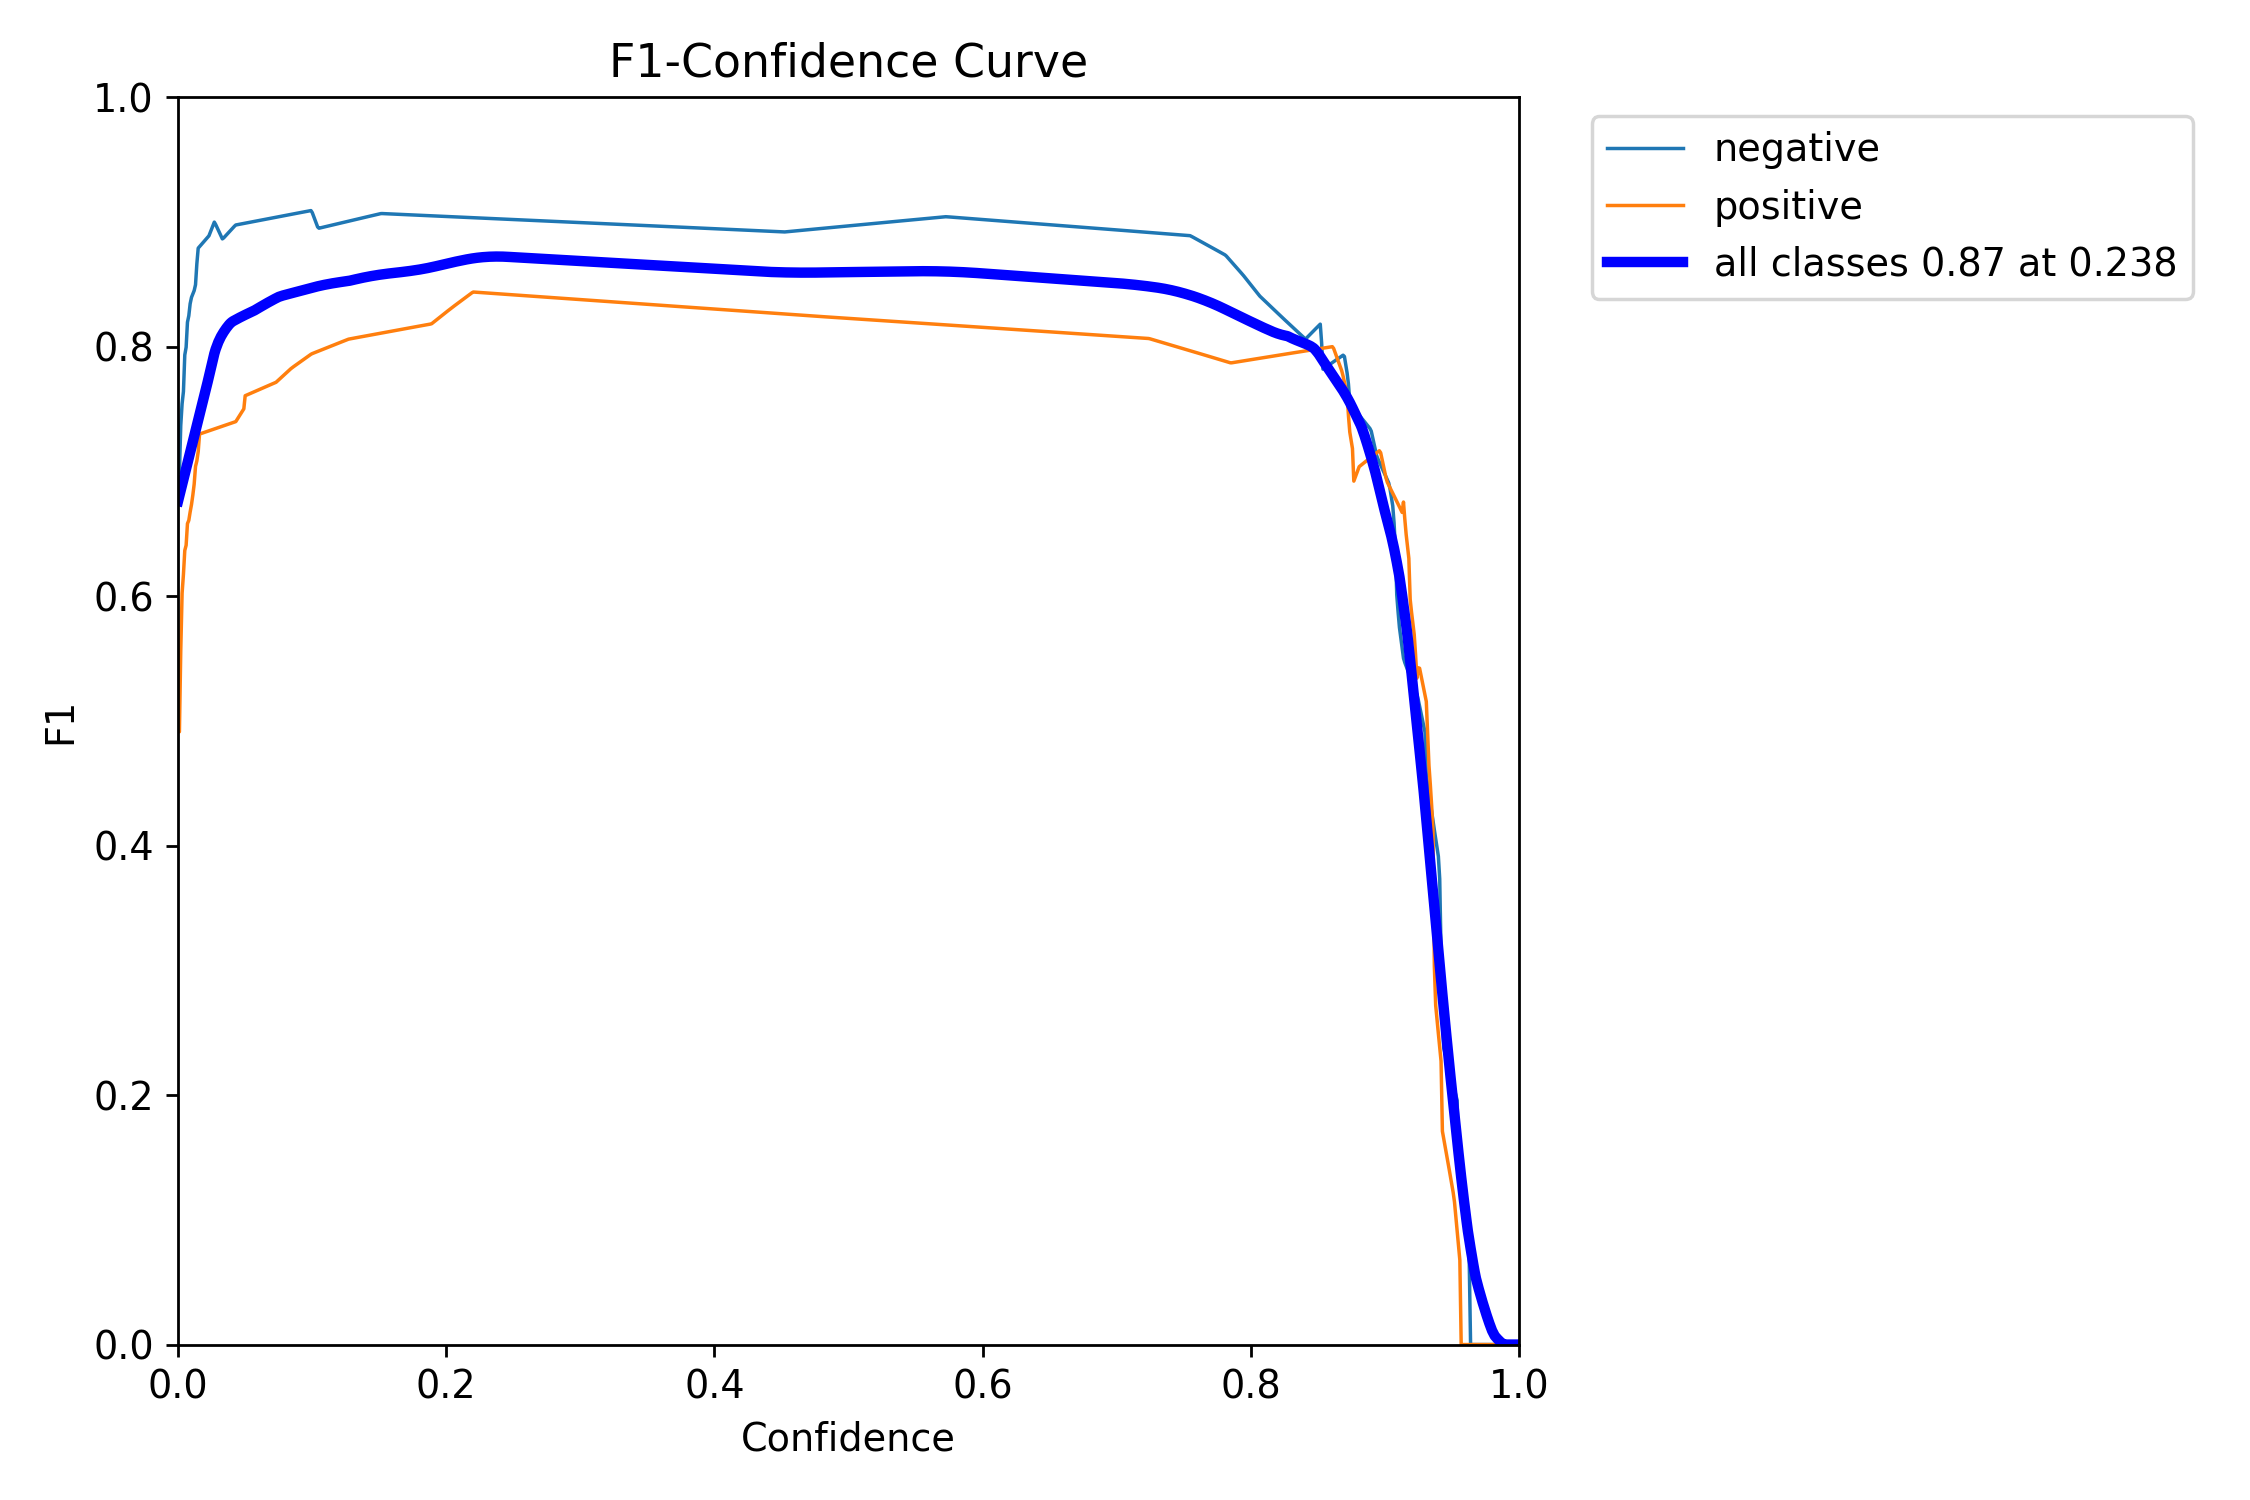 F1-Confidence Curve
1.0
0.8
0.6
0.4
0.2
0.0
F1
0.0 0.2 0.4 0.6 0.8 1.0
Confidence
negative
positive
all classes 0.87 at 0.238